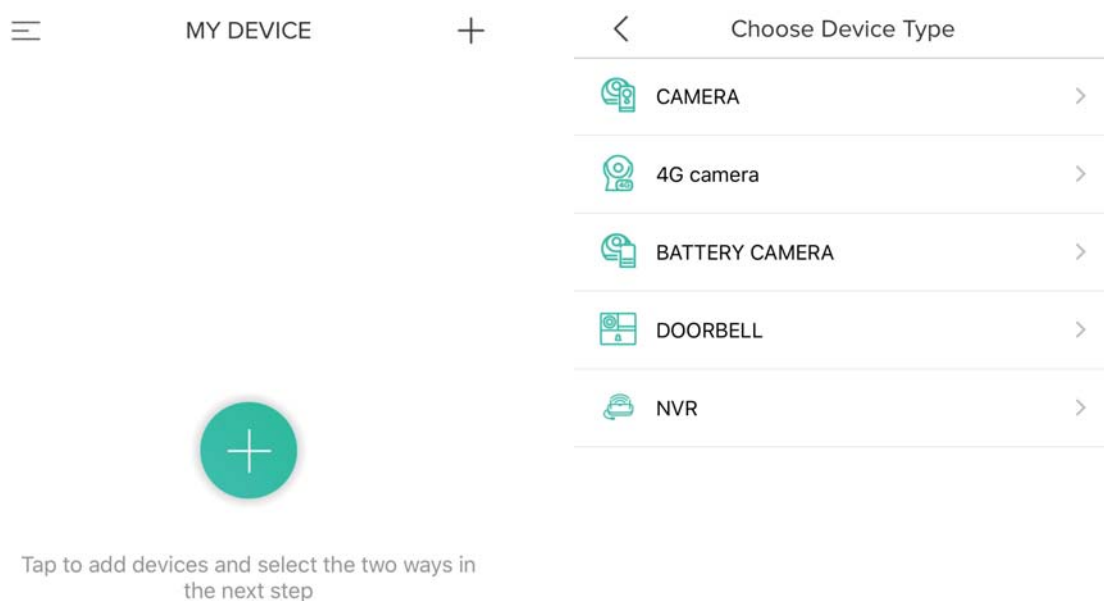 MY DEVICE
Tap to add devices and select the two ways in
the next step
Choose Device Type
CAMERA
4G camera
BATTERY CAMERA
DOORBELL
NVR